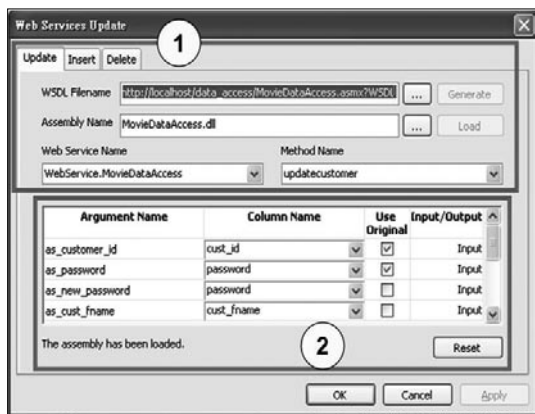 Web Services Update
1
Update Insert Delete
WSDL Filename http://localhost/data_access/MovieDataAccess.asmx?WSDL ... Generate
Assembly Name MovieDataAccess.dll ... Load
Web Service Name Method Name
WebService.MovieDataAccess updatecustomer
Argument Name Column Name Use Original Input/Output
as_customer_id cust_id Input
as_password password Input
as_new_password password Input
as_cust_fname cust_fname Input
The assembly has been loaded.
2
Reset
OK Cancel Apply